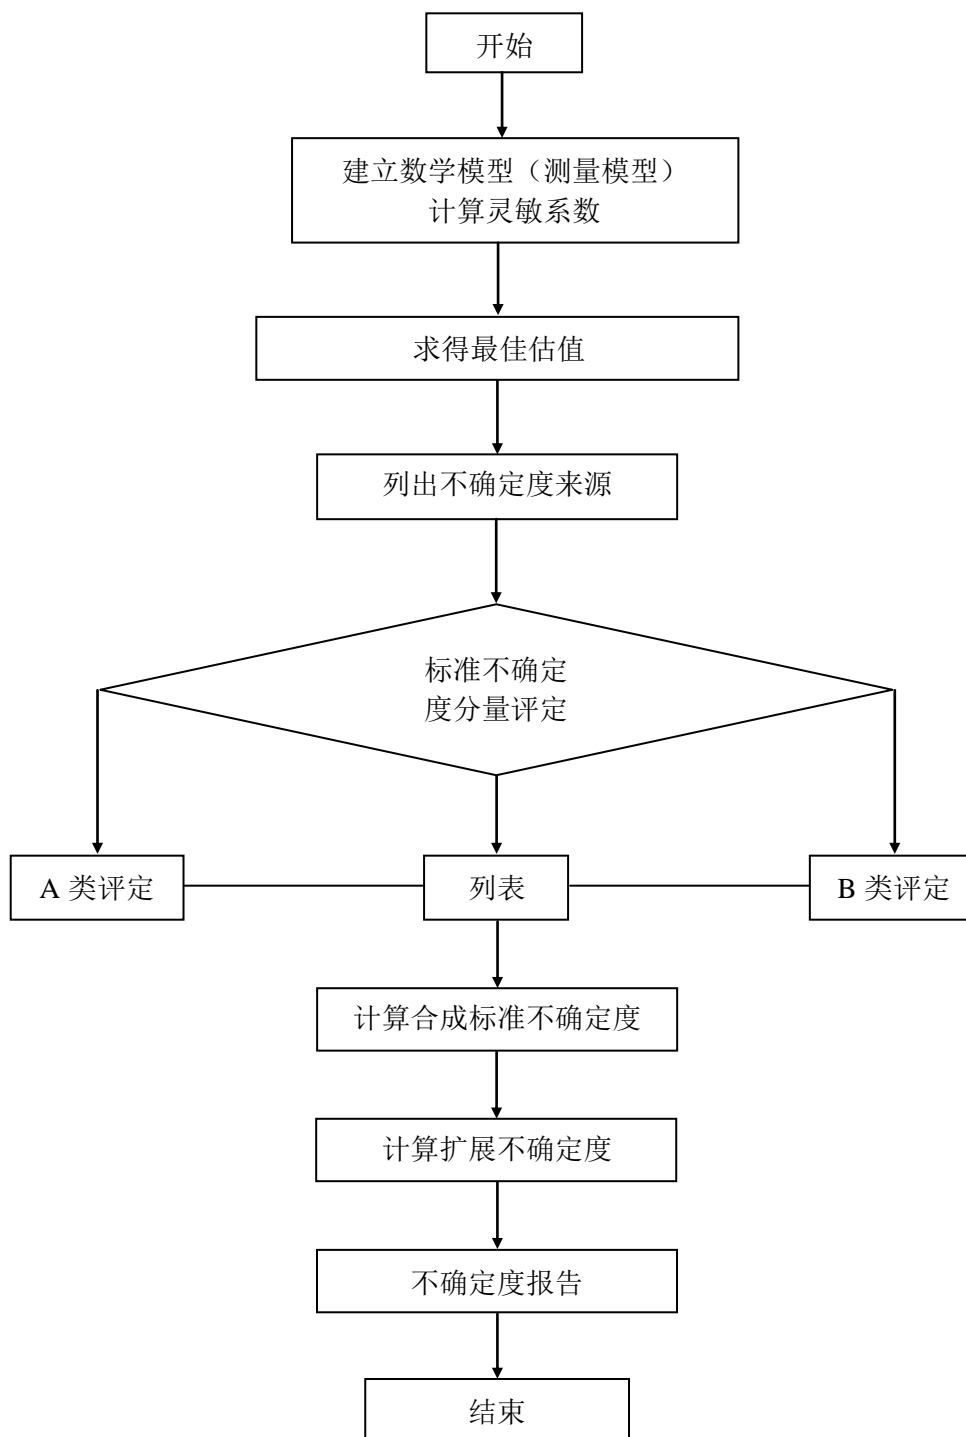 开始
建立数学模型（测量模型）
计算灵敏系数
求得最佳估值
列出不确定度来源
标准不确定
度分量评定
A 类评定
列表
B 类评定
计算合成标准不确定度
计算扩展不确定度
不确定度报告
结束